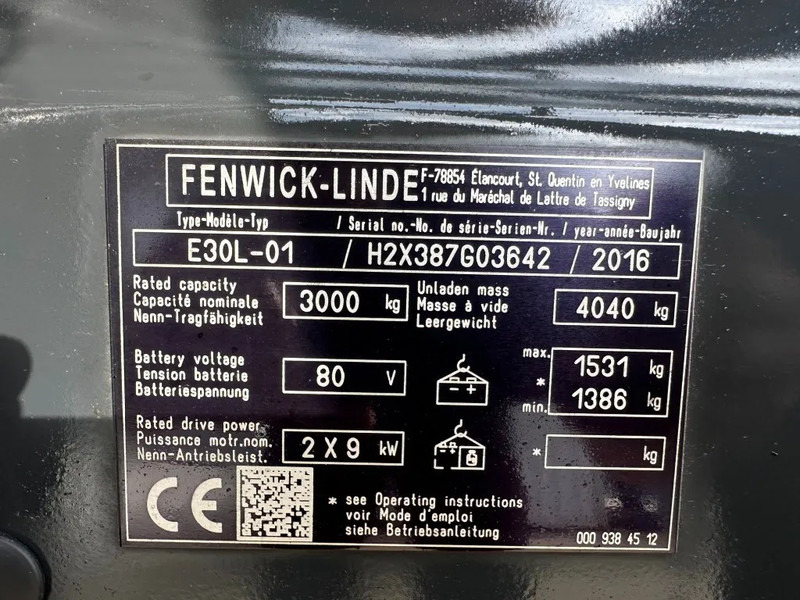 FENWICK-LINDE
F-78854 Élancourt, St. Quentin en Yvelines
1 rue du Maréchal de Lattre de Tassigny
Type-Modèle-Typ / Serial no.-No. de série-Serien-Nr. / year-année-Baujahr
E30L-01 / H2X387G03642 / 2016
Rated capacity
Capacité nominale
Nenn-Tragfähigkeit
3000 kg
Unladen mass
Masse à vide
Leergewicht
4040 kg
Battery voltage
Tension batterie
Batteriespannung
80 V
max. 1531 kg
*
min. 1386 kg
Rated drive power
Puissance motr.nom.
Nenn-Antriebsleist.
2 X 9 kW
* kg
CE
* see Operating instructions
voir Mode d'emploi
siehe Betriebsanleitung
000 938 45 12